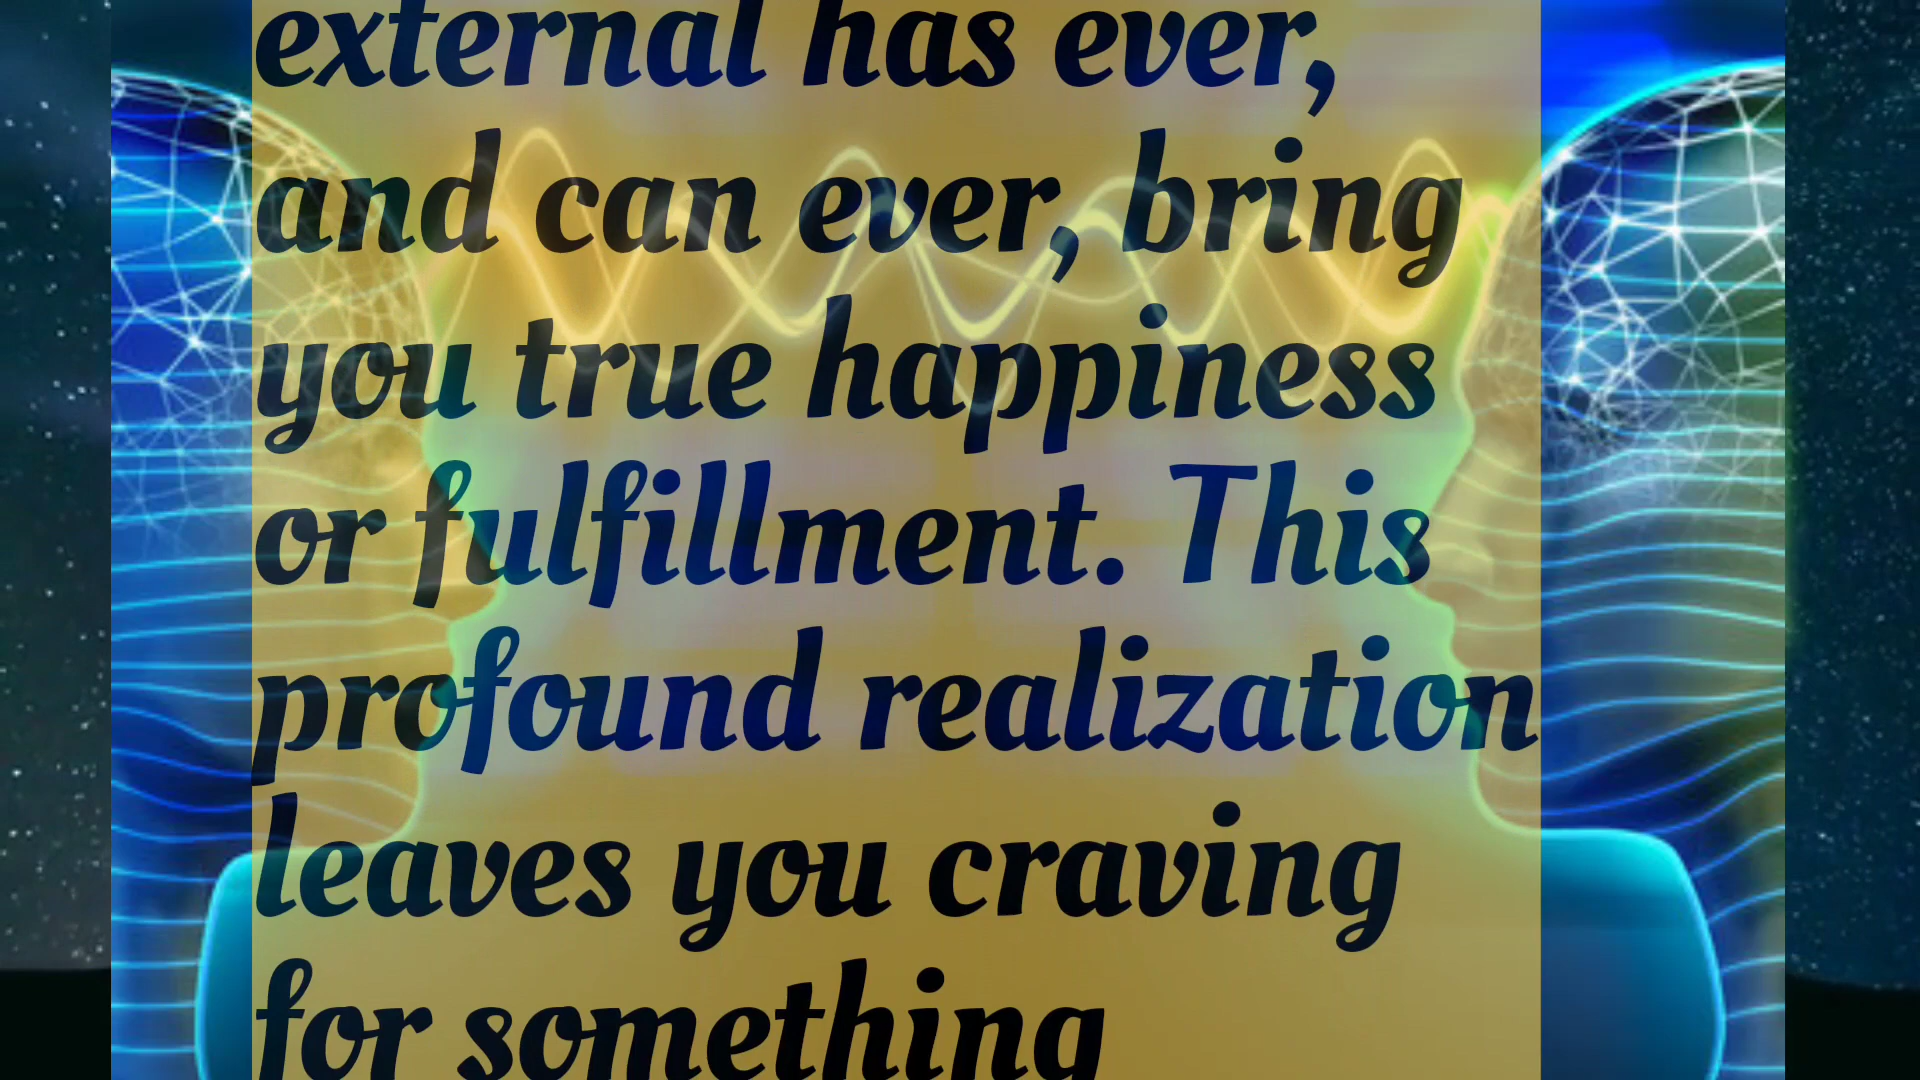 external has ever,
and can ever, bring
you true happiness
or fulfillment. This
profound realization
leaves you craving
for something